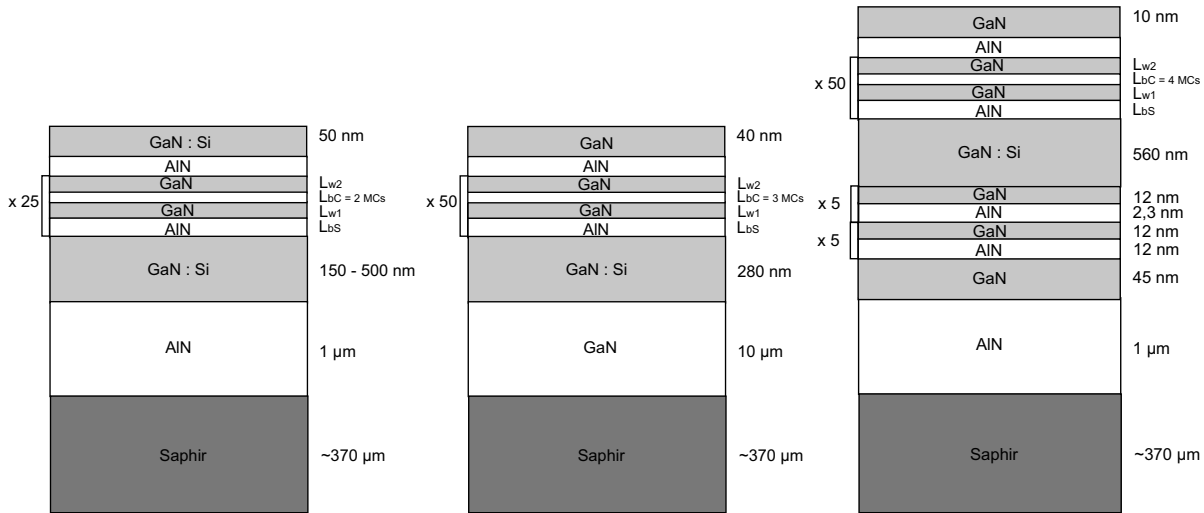 GaN : Si 50 nm
AlN
GaN Lw2
x 25 LbC = 2 MCs
GaN Lw1
AlN LbS
GaN : Si 150 - 500 nm
AlN 1 µm
Saphir ~370 µm
GaN 40 nm
AlN
GaN Lw2
x 50 LbC = 3 MCs
GaN Lw1
AlN LbS
GaN : Si 280 nm
GaN 10 µm
Saphir ~370 µm
GaN 10 nm
AlN
GaN Lw2
x 50 LbC = 4 MCs
GaN Lw1
AlN LbS
GaN : Si 560 nm
GaN 12 nm
x 5 AlN 2,3 nm
GaN 12 nm
x 5 AlN 12 nm
GaN 45 nm
AlN 1 µm
Saphir ~370 µm